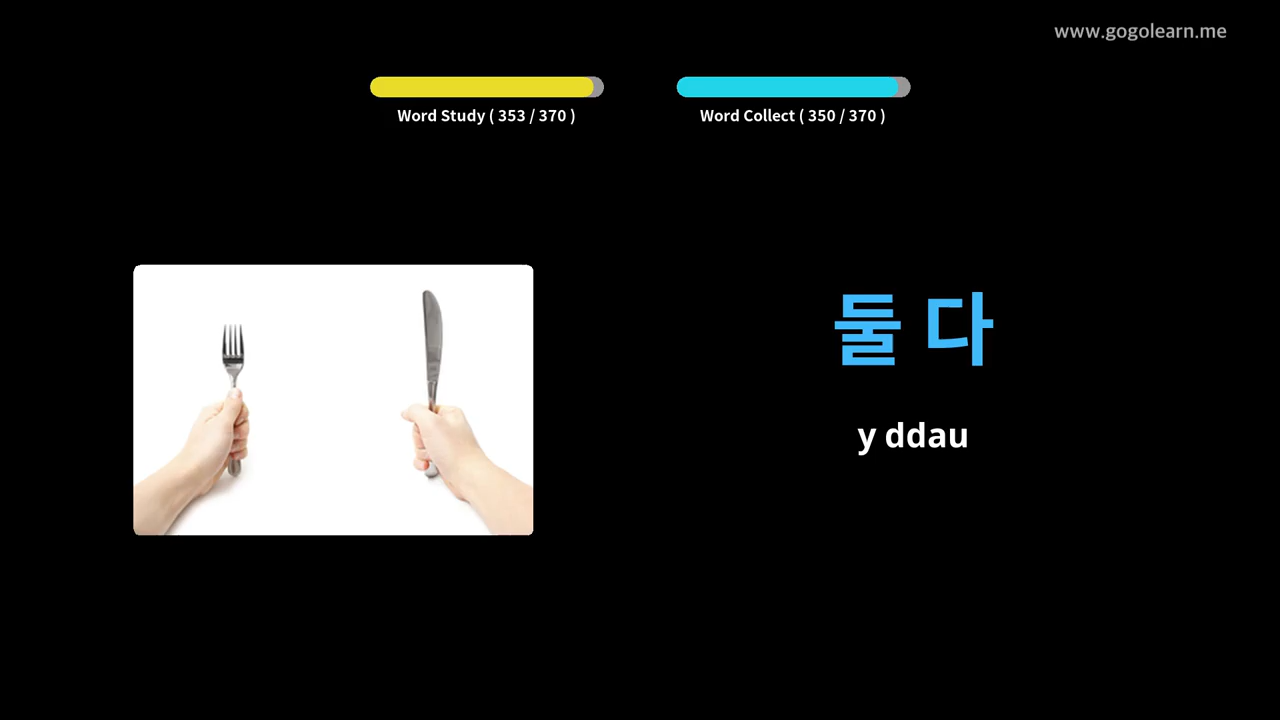 www.gogolearn.me
Word Study ( 353 / 370 )
Word Collect ( 350 / 370 )
둘 다
y ddau